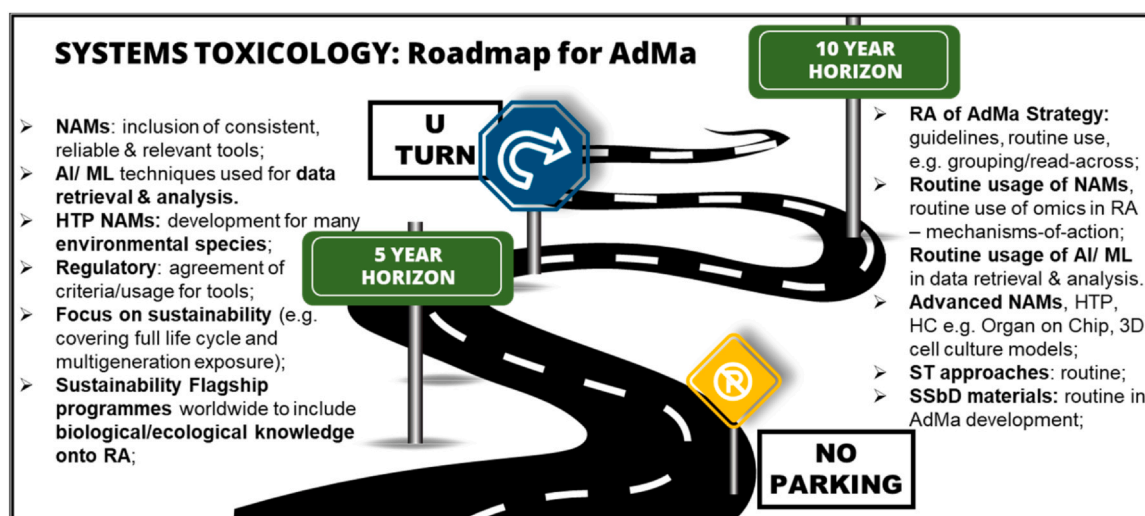 SYSTEMS TOXICOLOGY: Roadmap for AdMa
➢ NAMs: inclusion of consistent,
reliable & relevant tools;
➢ AI/ ML techniques used for data
retrieval & analysis.
➢ HTP NAMs: development for many
environmental species;
➢ Regulatory: agreement of
criteria/usage for tools;
➢ Focus on sustainability (e.g.
covering full life cycle and
multigeneration exposure);
➢ Sustainability Flagship
programmes worldwide to include
biological/ecological knowledge
onto RA;
U
TURN
5 YEAR
HORIZON
P
NO
PARKING
10 YEAR
HORIZON
➢ RA of AdMa Strategy:
guidelines, routine use,
e.g. grouping/read-across;
➢ Routine usage of NAMs,
routine use of omics in RA
– mechanisms-of-action;
Routine usage of AI/ ML
in data retrieval & analysis.
➢ Advanced NAMs, HTP,
HC e.g. Organ on Chip, 3D
cell culture models;
➢ ST approaches: routine;
➢ SSbD materials: routine in
AdMa development;